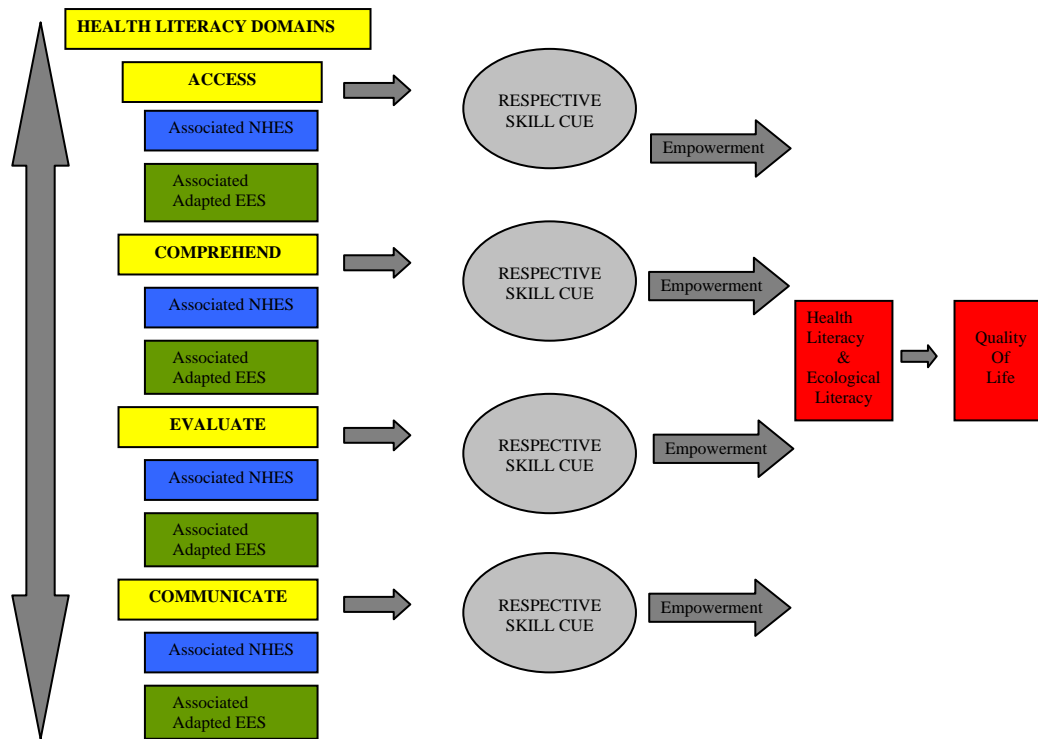 HEALTH LITERACY DOMAINS
ACCESS
Associated NHES
Associated
Adapted EES
RESPECTIVE
SKILL CUE
Empowerment
COMPREHEND
Associated NHES
Associated
Adapted EES
RESPECTIVE
SKILL CUE
Empowerment
EVALUATE
Associated NHES
Associated
Adapted EES
RESPECTIVE
SKILL CUE
Empowerment
COMMUNICATE
Associated NHES
Associated
Adapted EES
RESPECTIVE
SKILL CUE
Empowerment
Health
Literacy
&
Ecological
Literacy
Quality
Of
Life